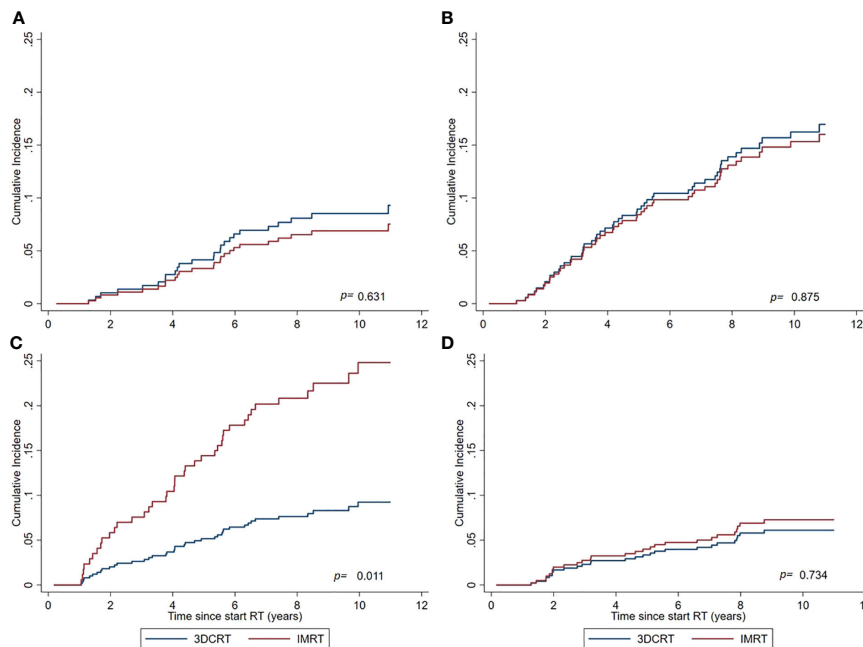 A
Cumulative Incidence
.25
.2
.15
.1
.05
0
p= 0.631
0 2 4 6 8 10 12
B
Cumulative Incidence
.25
.2
.15
.1
.05
0
p= 0.875
0 2 4 6 8 10 12
C
Cumulative Incidence
.25
.2
.15
.1
.05
0
p= 0.011
0 2 4 6 8 10 12
Time since start RT (years)
3DCRT IMRT
D
Cumulative Incidence
.25
.2
.15
.1
.05
0
p= 0.734
0 2 4 6 8 10
Time since start RT (years)
3DCRT IMRT